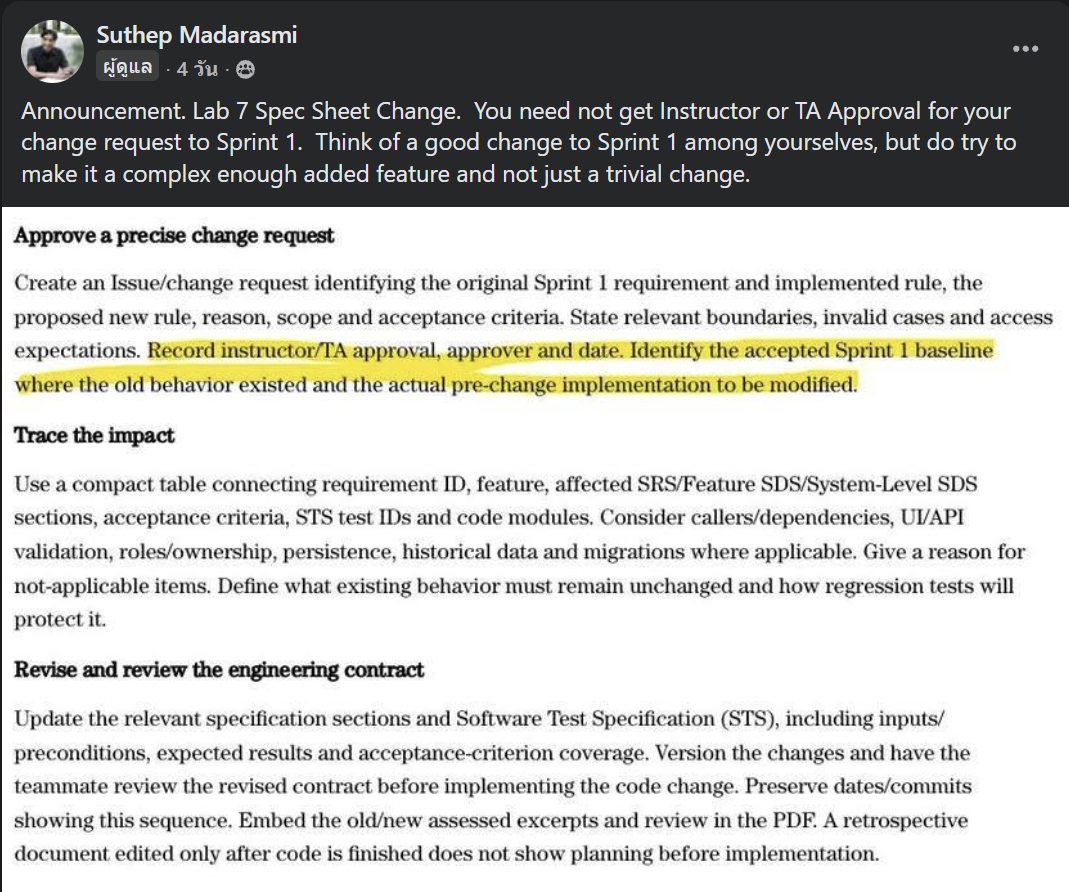 Suthep Madarasmi
ผู้ดูแล · 4 วัน ·
Announcement. Lab 7 Spec Sheet Change.  You need not get Instructor or TA Approval for your
change request to Sprint 1.  Think of a good change to Sprint 1 among yourselves, but do try to
make it a complex enough added feature and not just a trivial change.
Approve a precise change request
Create an Issue/change request identifying the original Sprint 1 requirement and implemented rule, the
proposed new rule, reason, scope and acceptance criteria. State relevant boundaries, invalid cases and access
expectations. Record instructor/TA approval, approver and date. Identify the accepted Sprint 1 baseline
where the old behavior existed and the actual pre-change implementation to be modified.
Trace the impact
Use a compact table connecting requirement ID, feature, affected SRS/Feature SDS/System-Level SDS
sections, acceptance criteria, STS test IDs and code modules. Consider callers/dependencies, UI/API
validation, roles/ownership, persistence, historical data and migrations where applicable. Give a reason for
not-applicable items. Define what existing behavior must remain unchanged and how regression tests will
protect it.
Revise and review the engineering contract
Update the relevant specification sections and Software Test Specification (STS), including inputs/
preconditions, expected results and acceptance-criterion coverage. Version the changes and have the
teammate review the revised contract before implementing the code change. Preserve dates/commits
showing this sequence. Embed the old/new assessed excerpts and review in the PDF. A retrospective
document edited only after code is finished does not show planning before implementation.